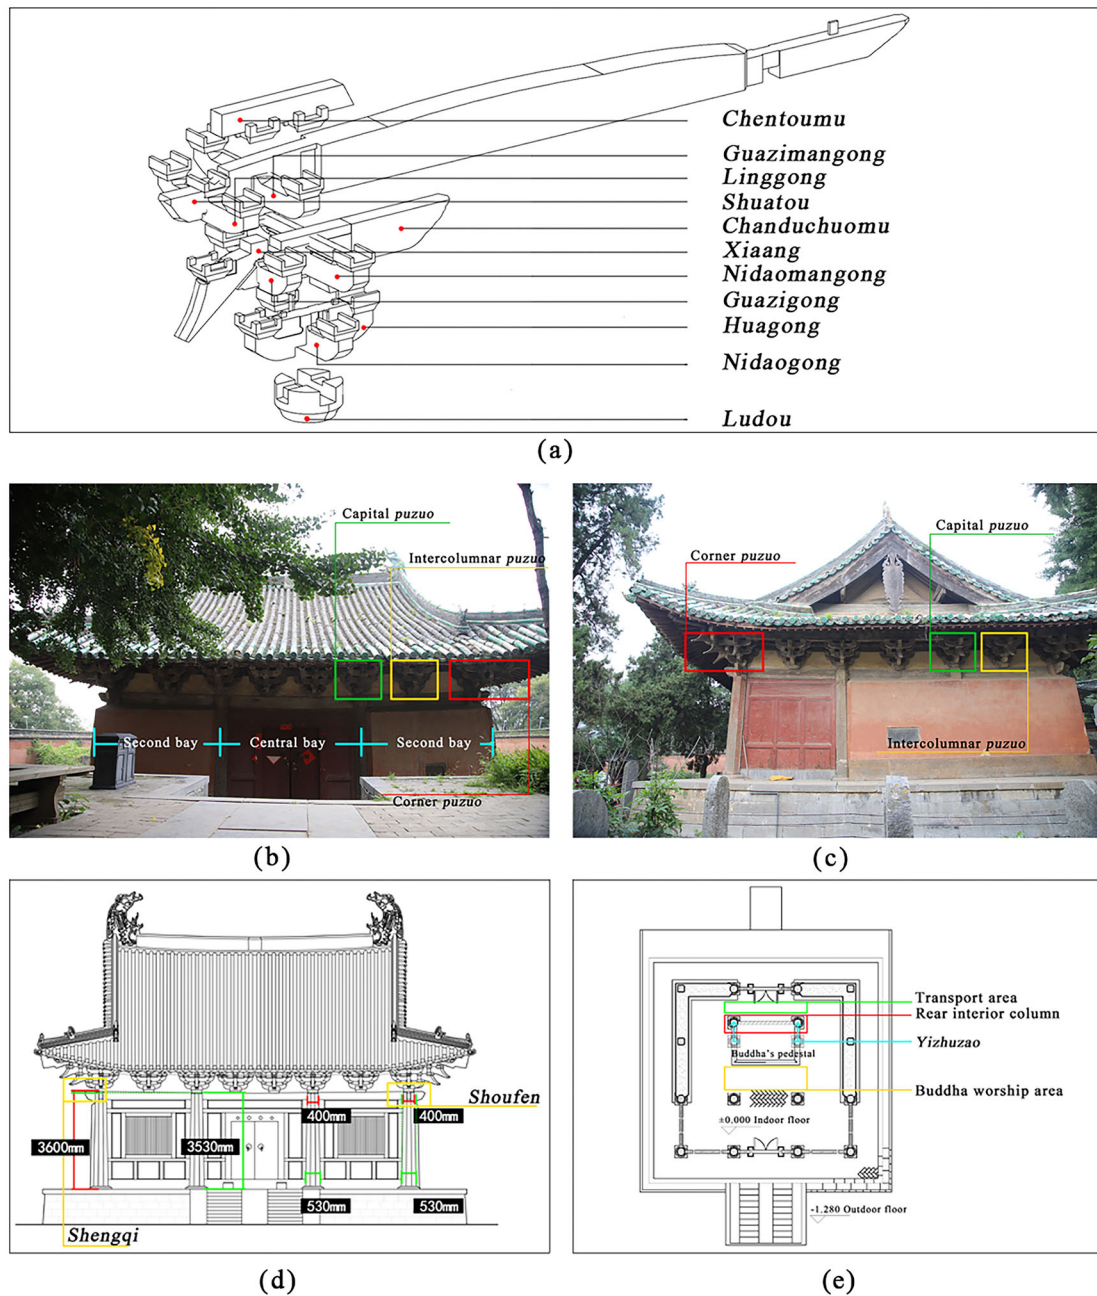 Chentoumu
Guazimangong
Linggong
Shuatou
Chanduchuomu
Xiaang
Nidaomangong
Guazigong
Huagong
Nidaogong
Ludou
(a)
Capital puzuo
Intercolumnar puzuo
Second bay
Central bay
Second bay
Corner puzuo
(b)
Capital puzuo
Corner puzuo
Intercolumnar puzuo
(c)
Shoufen
400mm
400mm
3600mm
3530mm
530mm
530mm
Shengqi
(d)
Transport area
Rear interior column
Yizhuzao
Buddha's pedestal
Buddha worship area
±0.000 Indoor floor
-1.280 Outdoor floor
(e)